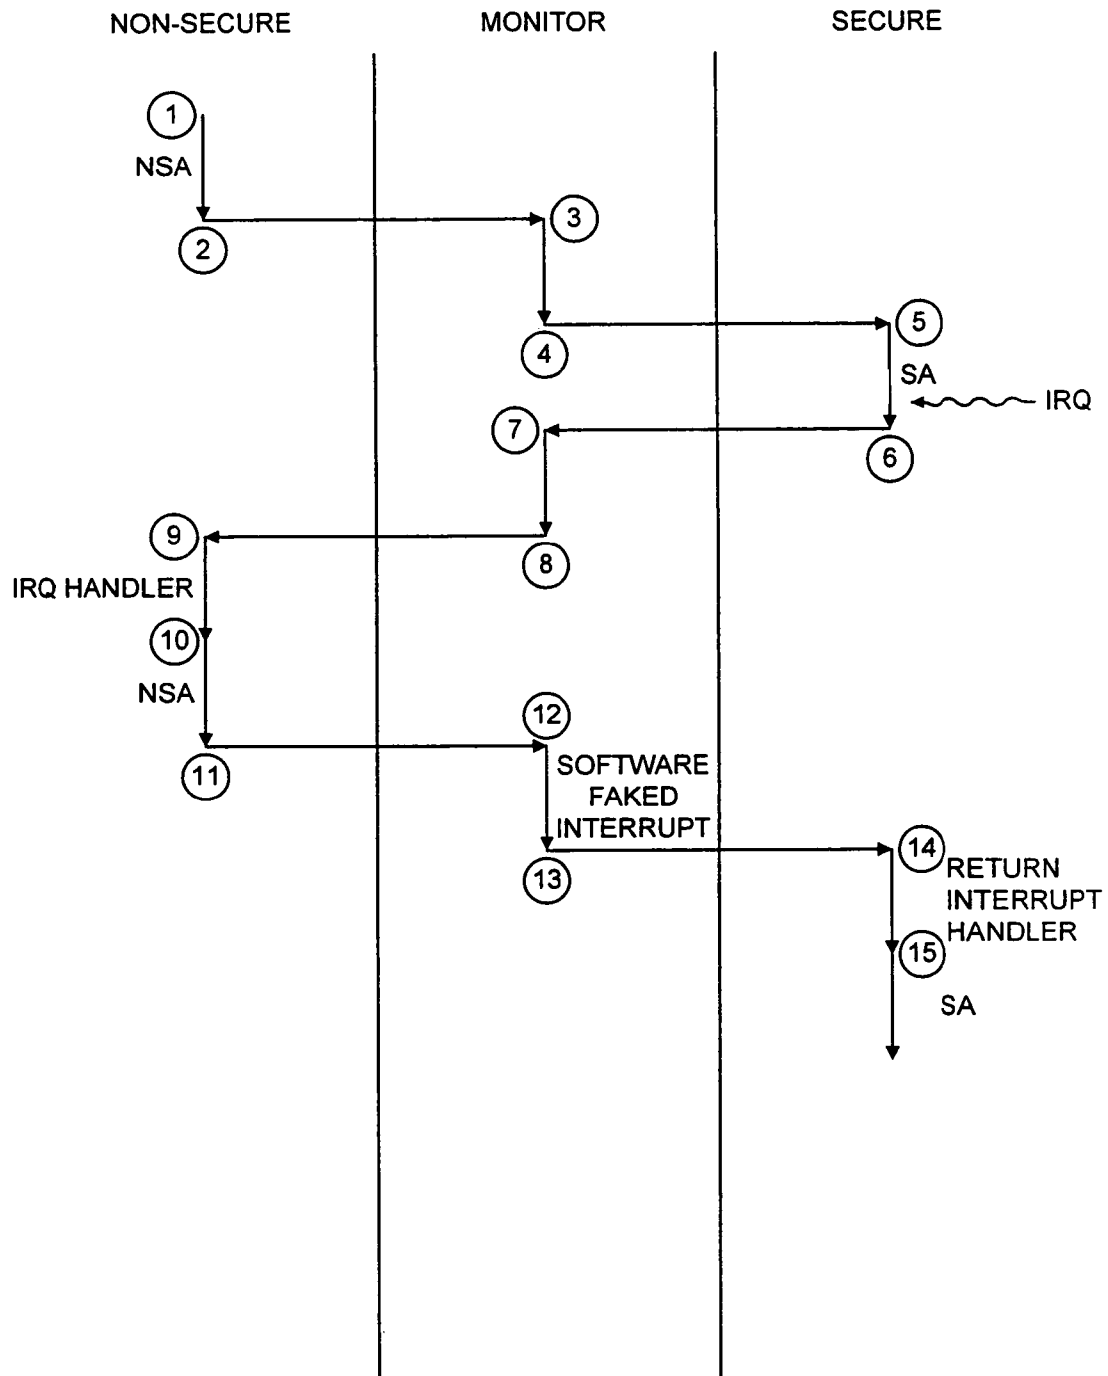 NON-SECURE
MONITOR
SECURE
1
NSA
2
3
4
5
SA
IRQ
6
7
8
9
IRQ HANDLER
10
NSA
11
12
SOFTWARE
FAKED
INTERRUPT
13
14
RETURN
INTERRUPT
HANDLER
15
SA